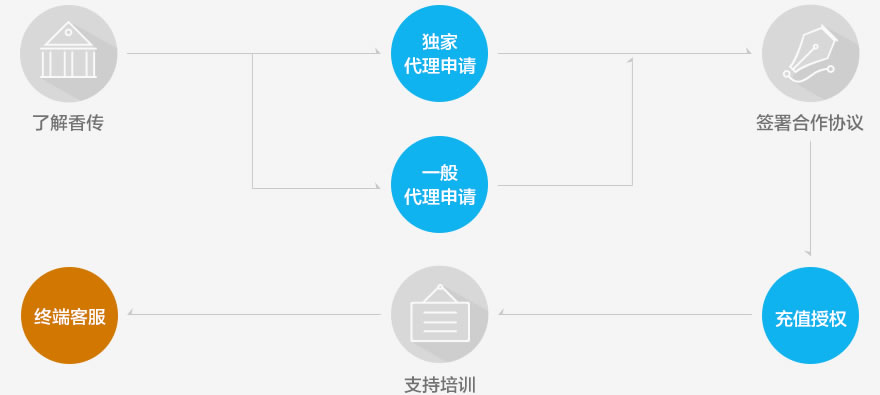 独家
代理申请
了解香传
签署合作协议
一般
代理申请
终端客服
充值授权
支持培训